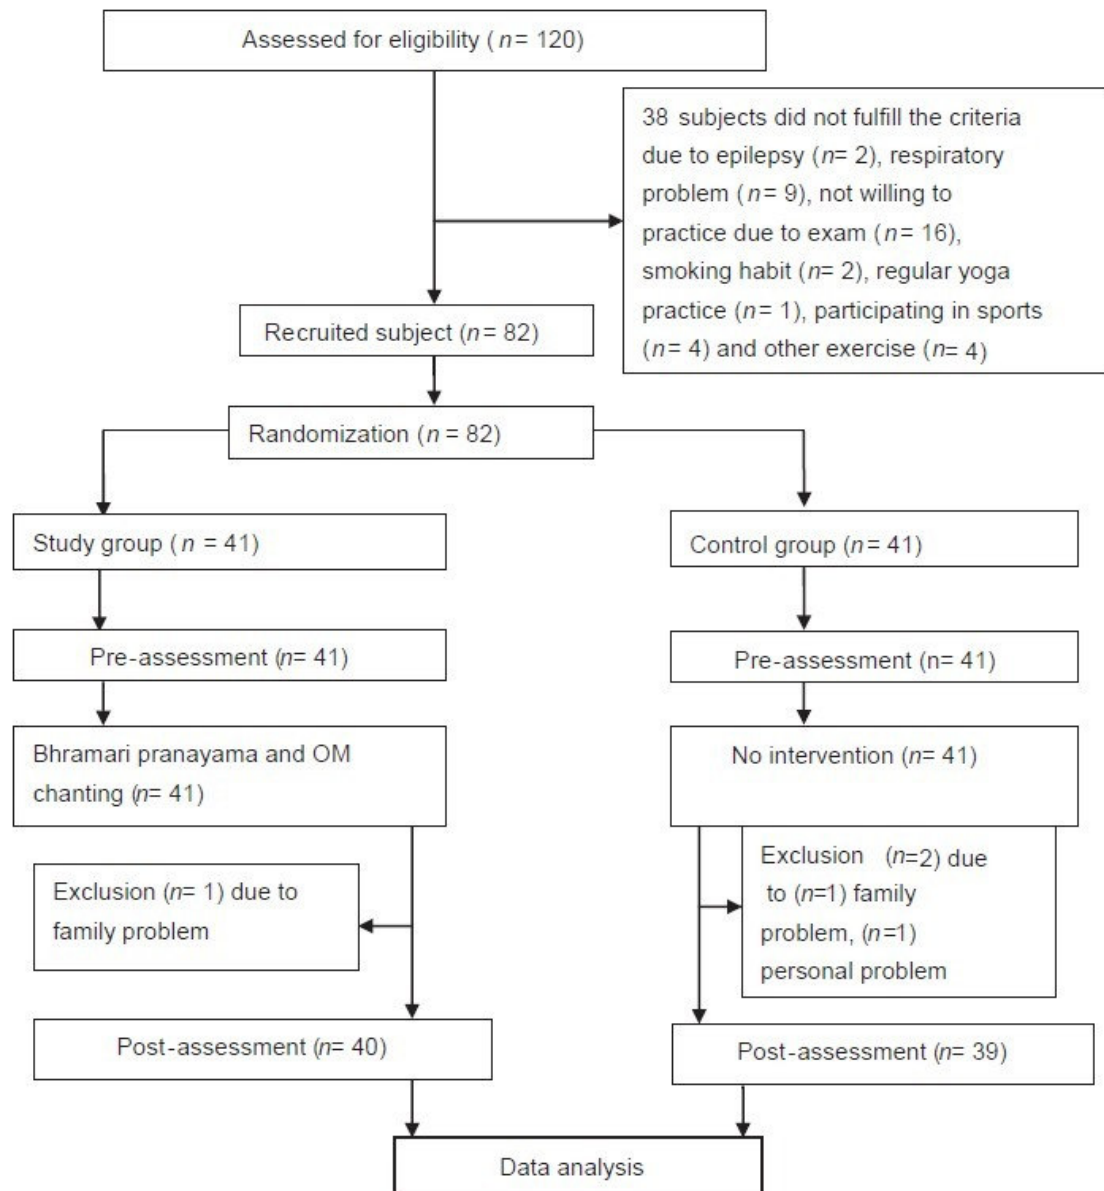 Assessed for eligibility (n= 120)
38 subjects did not fulfill the criteria
due to epilepsy (n= 2), respiratory
problem (n= 9), not willing to
practice due to exam (n= 16),
smoking habit (n= 2), regular yoga
practice (n= 1), participating in sports
(n= 4) and other exercise (n= 4)
Recruited subject (n= 82)
Randomization (n= 82)
Study group (n = 41)
Control group (n= 41)
Pre-assessment (n= 41)
Pre-assessment (n= 41)
Bhramari pranayama and OM
chanting (n= 41)
No intervention (n= 41)
Exclusion (n= 1) due to
family problem
Exclusion (n=2) due
to (n=1) family
problem, (n=1)
personal problem
Post-assessment (n= 40)
Post-assessment (n= 39)
Data analysis